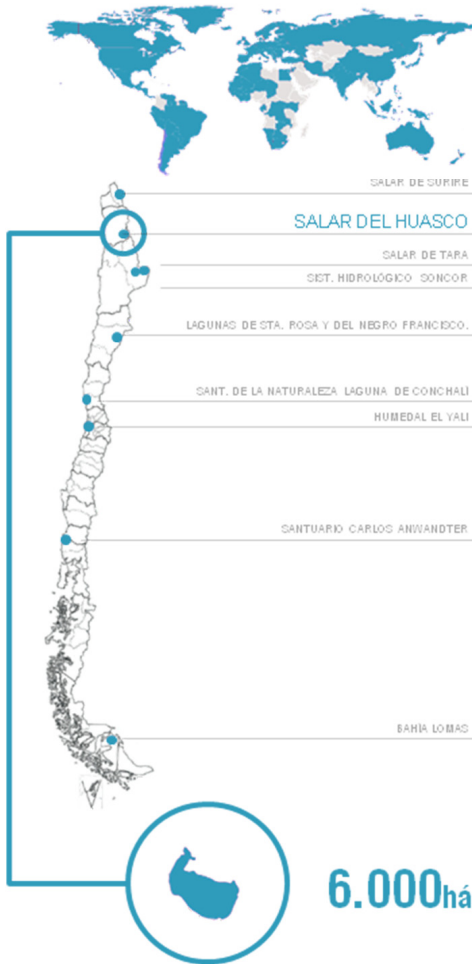 SALAR DE SURIRE
SALAR DEL HUASCO
SALAR DE TARA
SIST. HIDROLÓGICO SONCOR
LAGUNAS DE STA. ROSA Y DEL NEGRO FRANCISCO.
SANT. DE LA NATURALEZA LAGUNA DE CONCHALÍ
HUMEDAL EL YALI
SANTUARIO CARLOS ANWANDTER
BAHÍA LOMAS
6.000há